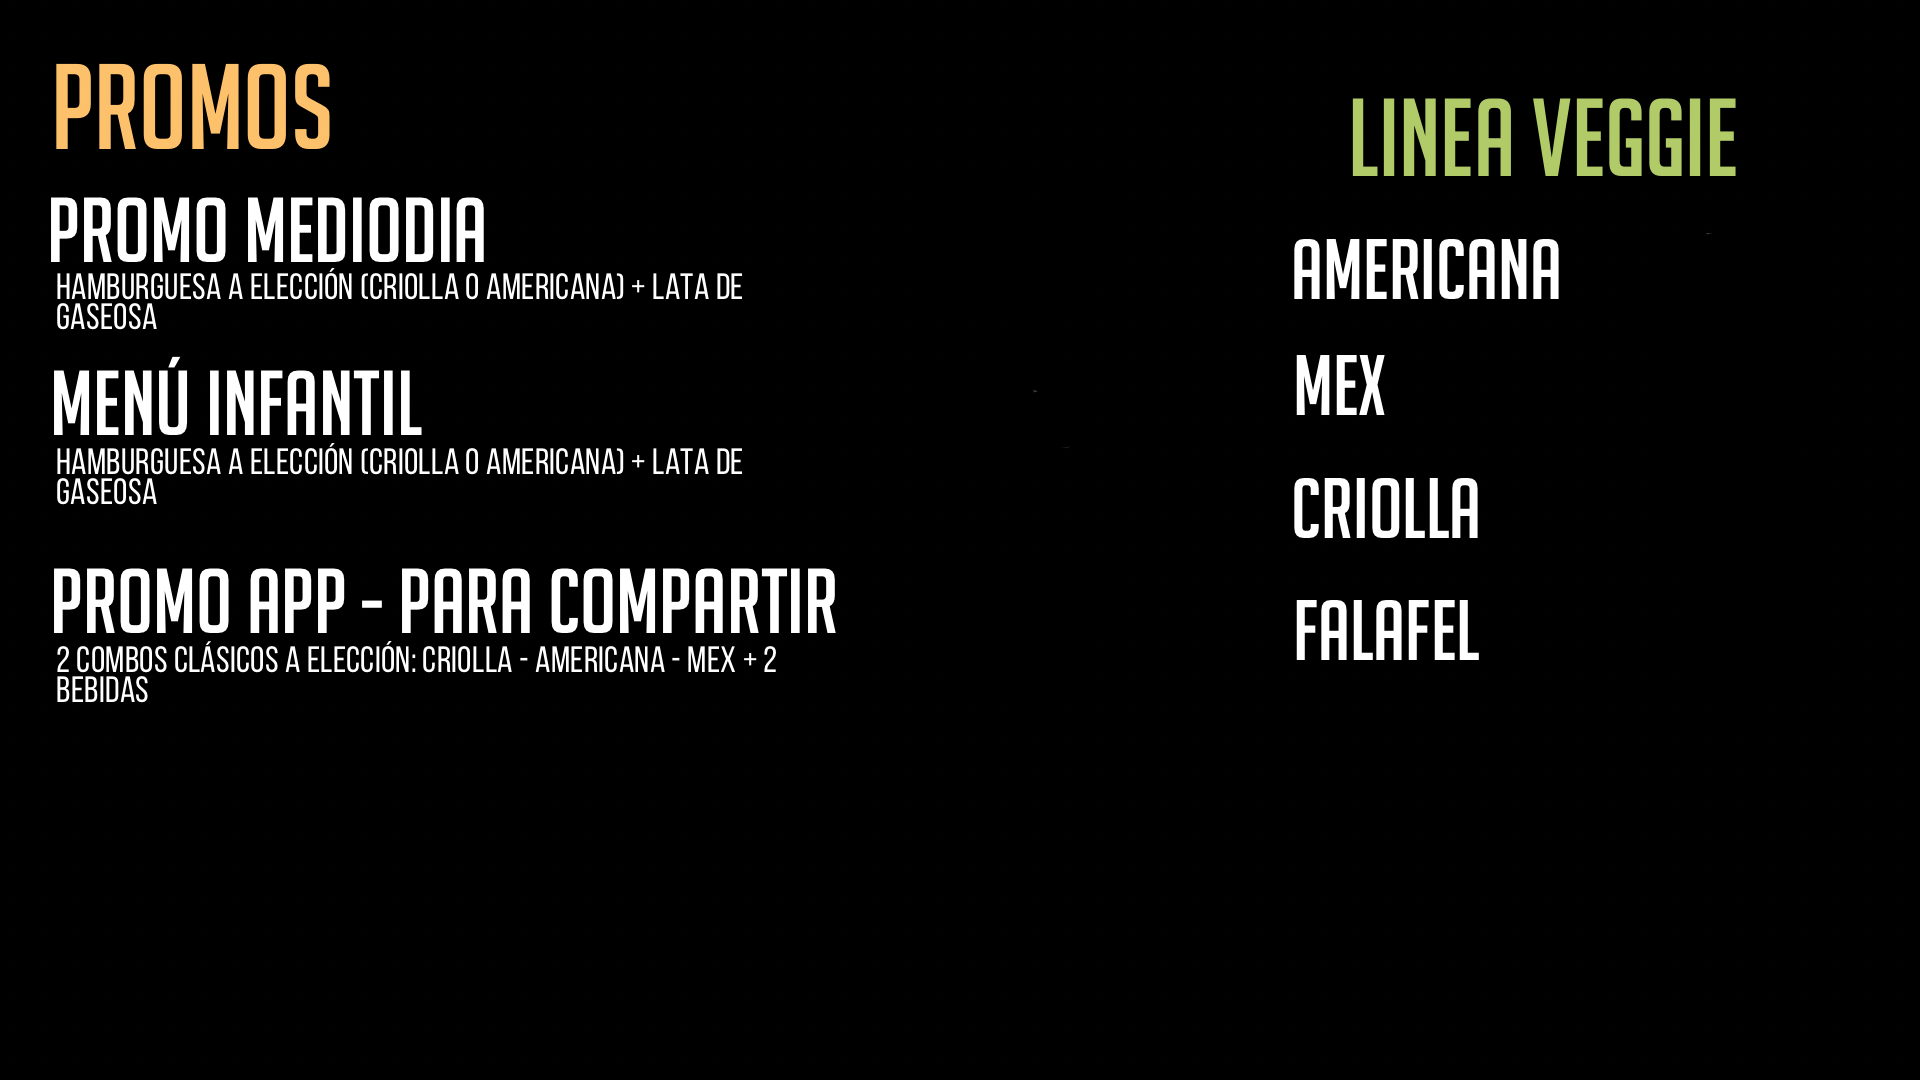 PROMOS
PROMO MEDIODIA
HAMBURGUESA A ELECCIÓN (CRIOLLA O AMERICANA) + LATA DE
GASEOSA
MENÚ INFANTIL
HAMBURGUESA A ELECCIÓN (CRIOLLA O AMERICANA) + LATA DE
GASEOSA
PROMO APP - PARA COMPARTIR
2 COMBOS CLÁSICOS A ELECCIÓN: CRIOLLA - AMERICANA - MEX + 2
BEBIDAS
LINEA VEGGIE
AMERICANA
MEX
CRIOLLA
FALAFEL